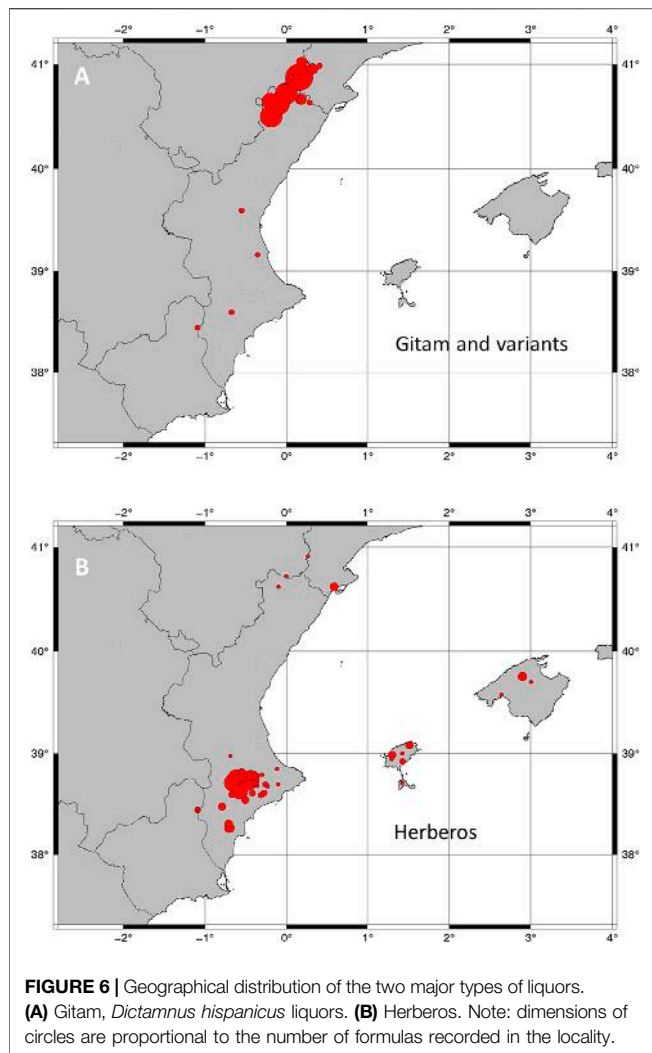 −2° −1° 0° 1° 2° 3° 4°
A
41° 41°
40° 40°
39° 39°
Gitam and variants
38° 38°
−2° −1° 0° 1° 2° 3° 4°
−2° −1° 0° 1° 2° 3° 4°
41° 41°
B
40° 40°
39° 39°
Herberos
38° 38°
−2° −1° 0° 1° 2° 3° 4°
FIGURE 6 | Geographical distribution of the two major types of liquors.
(A) Gitam, Dictamnus hispanicus liquors. (B) Herberos. Note: dimensions of
circles are proportional to the number of formulas recorded in the locality.